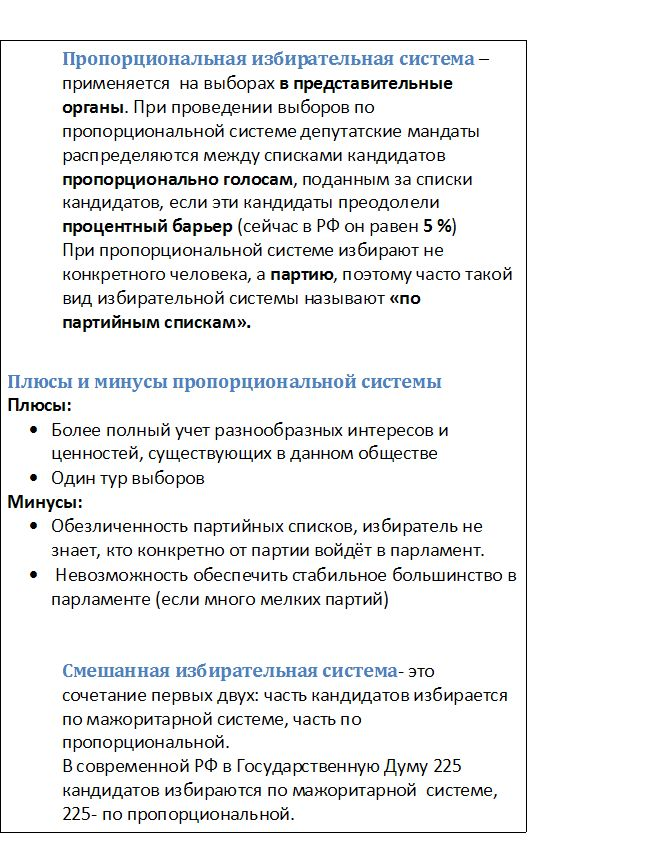 Пропорциональная избирательная система –
применяется на выборах в представительные
органы. При проведении выборов по
пропорциональной системе депутатские мандаты
распределяются между списками кандидатов
пропорционально голосам, поданным за списки
кандидатов, если эти кандидаты преодолели
процентный барьер (сейчас в РФ он равен 5 %)
При пропорциональной системе избирают не
конкретного человека, а партию, поэтому часто такой
вид избирательной системы называют «по
партийным спискам».
Плюсы и минусы пропорциональной системы
Плюсы:
• Более полный учет разнообразных интересов и
ценностей, существующих в данном обществе
• Один тур выборов
Минусы:
• Обезличенность партийных списков, избиратель не
знает, кто конкретно от партии войдёт в парламент.
• Невозможность обеспечить стабильное большинство в
парламенте (если много мелких партий)
Смешанная избирательная система- это
сочетание первых двух: часть кандидатов избирается
по мажоритарной системе, часть по
пропорциональной.
В современной РФ в Государственную Думу 225
кандидатов избираются по мажоритарной системе,
225- по пропорциональной.